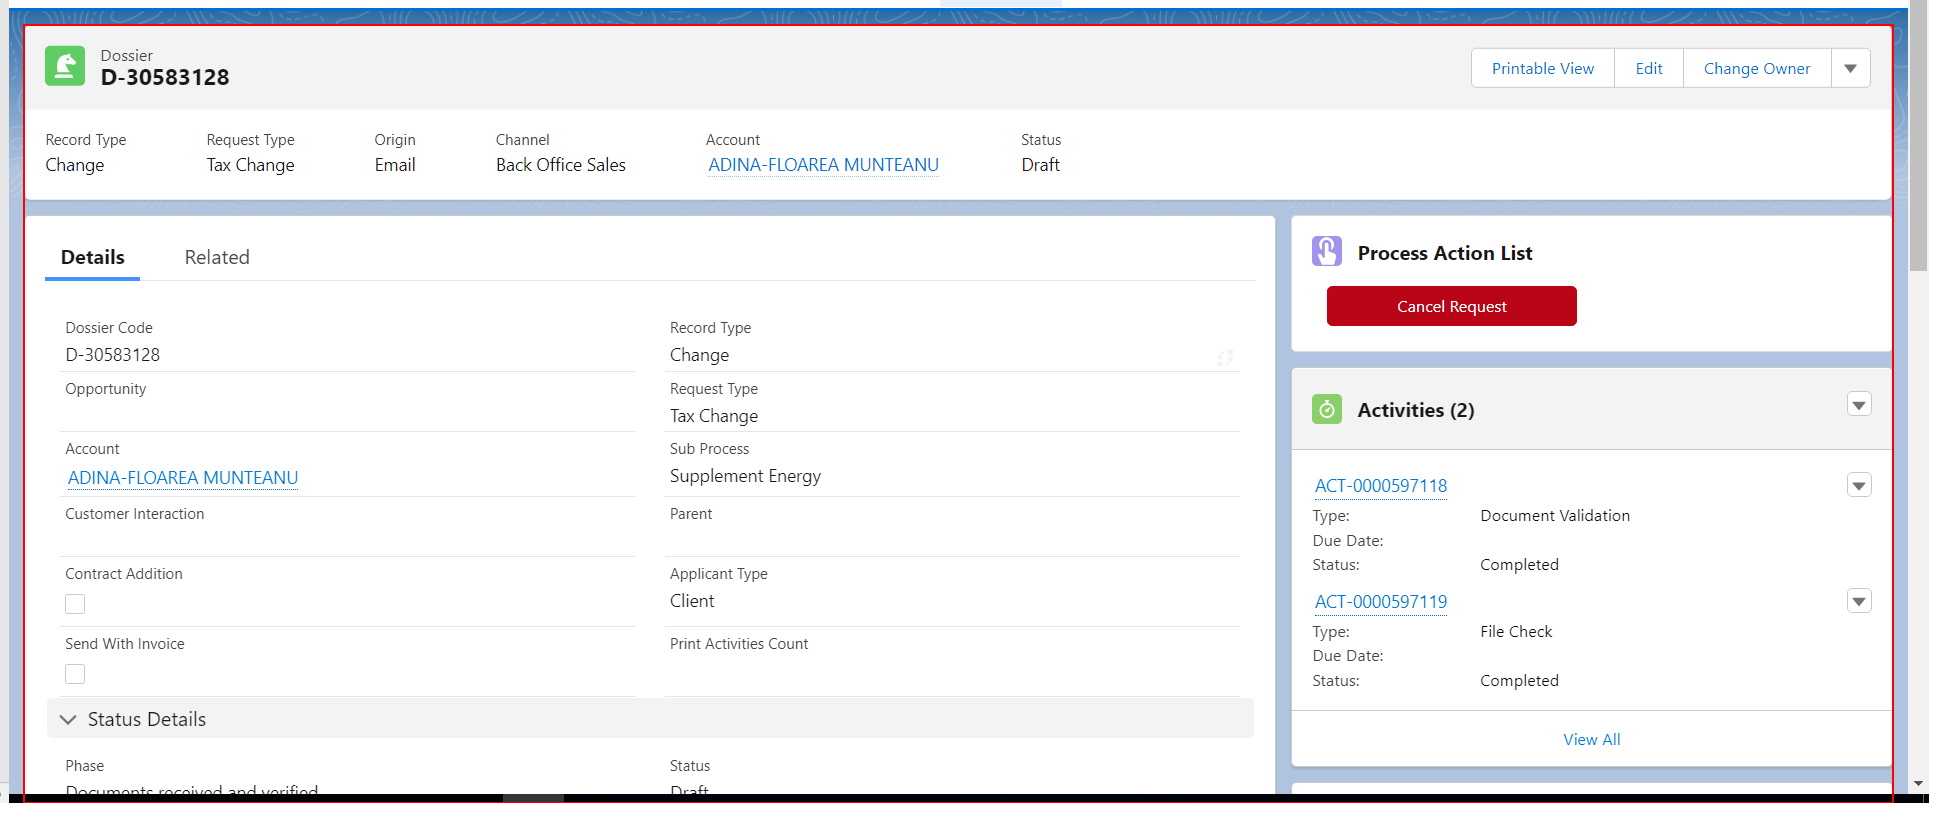 Dossier
D-30583128
Printable View
Edit
Change Owner
Record Type
Request Type
Origin
Channel
Account
Status
Change
Tax Change
Email
Back Office Sales
ADINA-FLOAREA MUNTEANU
Draft
Details
Related
Dossier Code
D-30583128
Record Type
Change
Opportunity
Request Type
Tax Change
Account
ADINA-FLOAREA MUNTEANU
Sub Process
Supplement Energy
Customer Interaction
Parent
Contract Addition
Applicant Type
Client
Send With Invoice
Print Activities Count
Status Details
Phase
Documents received and verified
Status
Draft
Process Action List
Cancel Request
Activities (2)
ACT-0000597118
Type: Document Validation
Due Date:
Status: Completed
ACT-0000597119
Type: File Check
Due Date:
Status: Completed
View All